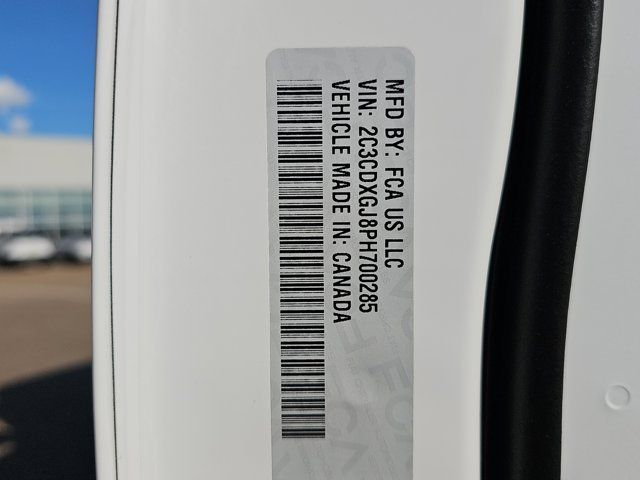 MFD BY: FCA US LLC
VIN: 2C3CDXGJ8PH700285
VEHICLE MADE IN: CANADA